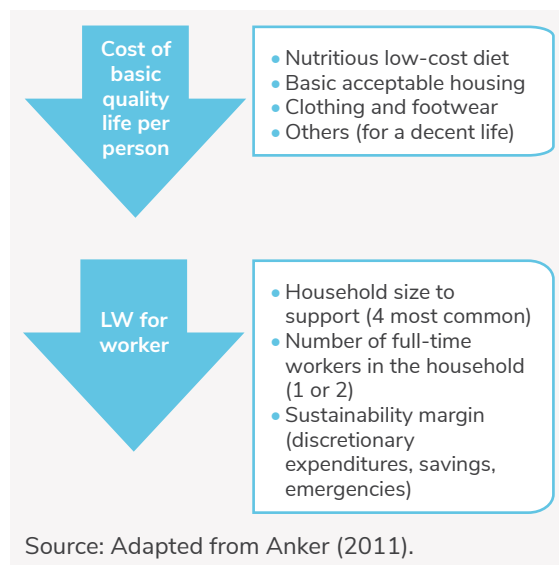 Cost of
basic
quality
life per
person
• Nutritious low-cost diet
• Basic acceptable housing
• Clothing and footwear
• Others (for a decent life)
LW for
worker
• Household size to
support (4 most common)
• Number of full-time
workers in the household
(1 or 2)
• Sustainability margin
(discretionary
expenditures, savings,
emergencies)
Source: Adapted from Anker (2011).